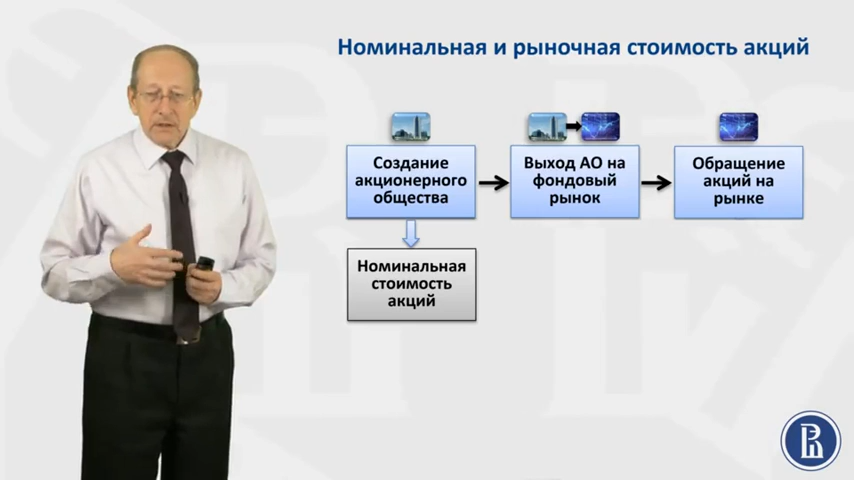 Номинальная и рыночная стоимость акций
Создание
акционерного
общества
Выход АО на
фондовый
рынок
Обращение
акций на
рынке
Номинальная
стоимость
акций